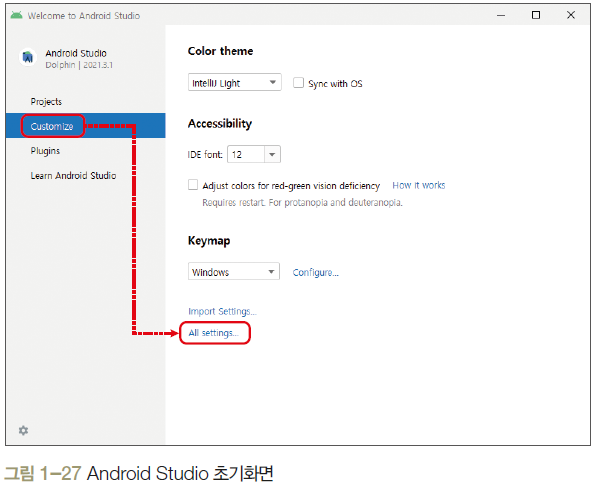 Welcome to Android Studio
Android Studio
Dolphin | 2021.3.1
Projects
Customize
Plugins
Learn Android Studio
Color theme
IntelliJ Light
Sync with OS
Accessibility
IDE font: 12
Adjust colors for red-green vision deficiency How it works
Requires restart. For protanopia and deuteranopia.
Keymap
Windows Configure...
Import Settings...
All settings...
그림 1-27 Android Studio 초기화면